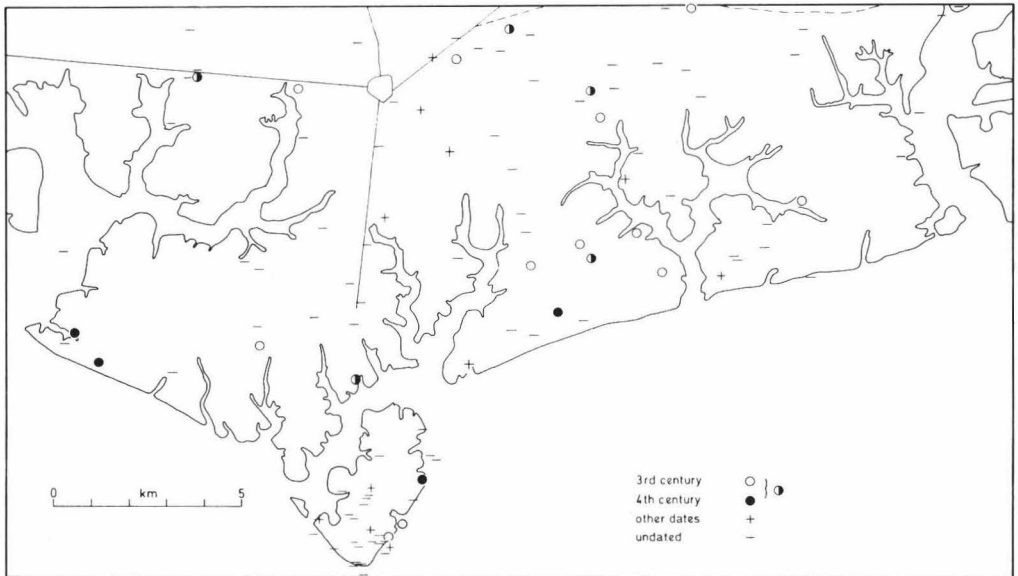 0 km 5
3rd century
4th century
other dates
undated